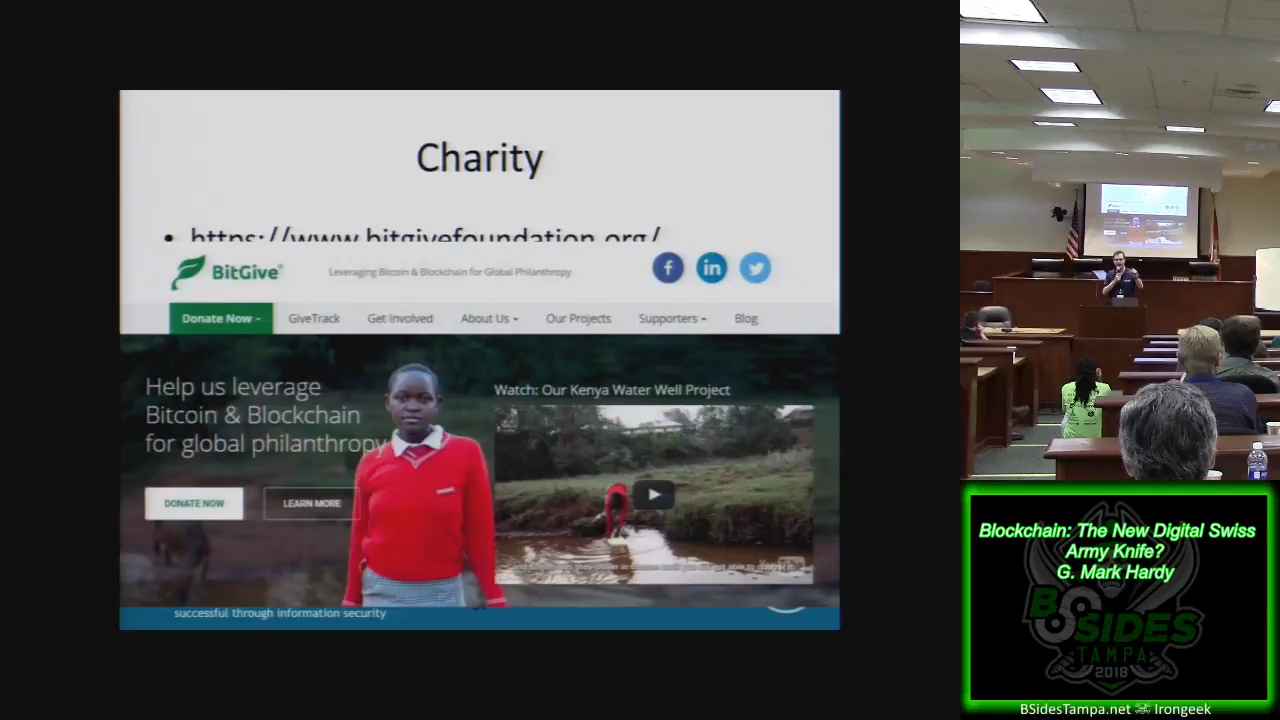 Charity
• https://www.bitgivefoundation.org/
BitGive
Leveraging Bitcoin & Blockchain for Global Philanthropy
f in
Donate Now GiveTrack Get Involved About Us Our Projects Supporters Blog
Help us leverage
Bitcoin & Blockchain
for global philanthropy
Watch: Our Kenya Water Well Project
DONATE NOW LEARN MORE
successful through information security
Blockchain: The New Digital Swiss
Army Knife?
G. Mark Hardy
BSIDES
TAMPA
2018
BSidesTampa.net Irongeek